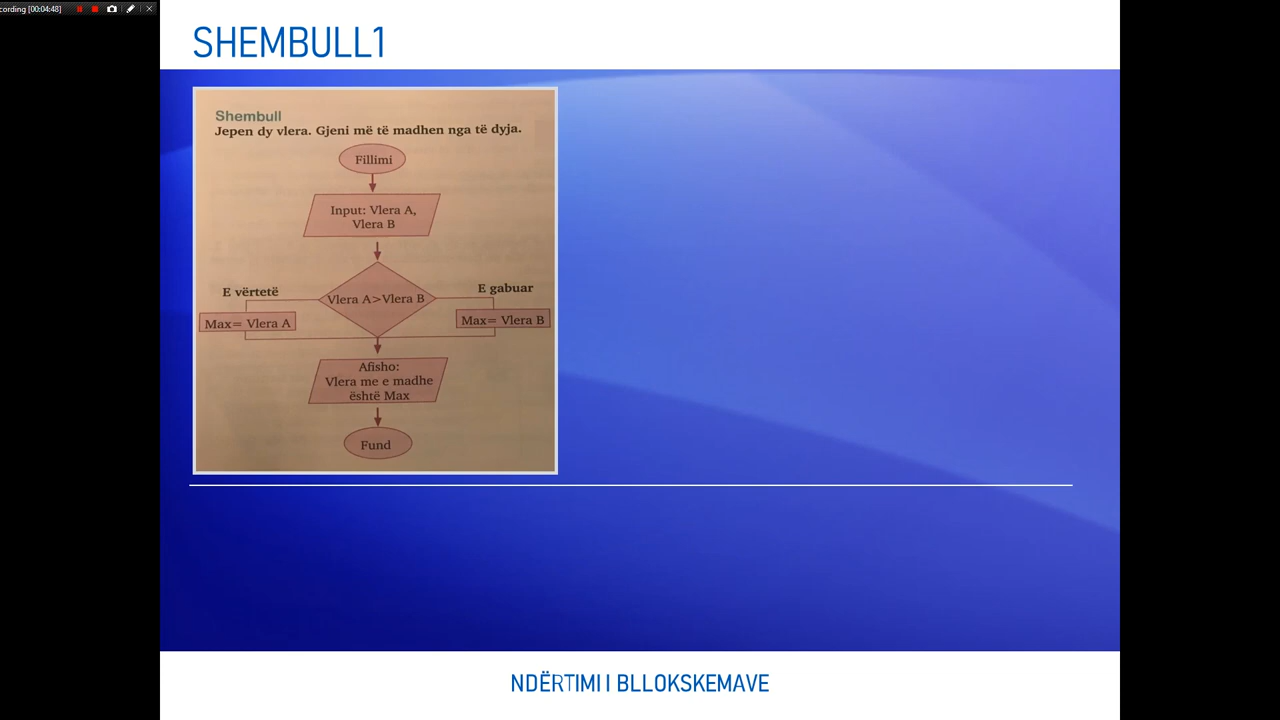 cording [00:04:48]
SHEMBULL1
Shembull
Jepen dy vlera. Gjeni më të madhen nga të dyja.
Fillimi
Input: Vlera A,
Vlera B
E vërtetë
Vlera A>Vlera B
E gabuar
Max= Vlera A
Max= Vlera B
Afisho:
Vlera me e madhe
është Max
Fund
NDËRTIMI I BLLOKSKEMAVE